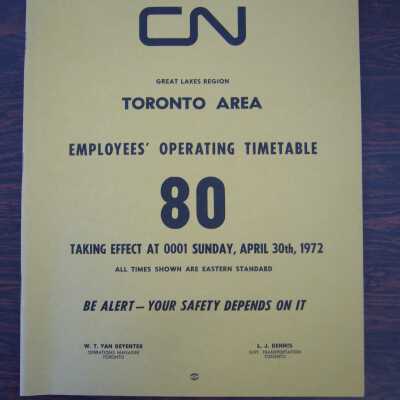 CN
GREAT LAKES REGION
TORONTO AREA
EMPLOYEES' OPERATING TIMETABLE
80
TAKING EFFECT AT 0001 SUNDAY, APRIL 30th, 1972
ALL TIMES SHOWN ARE EASTERN STANDARD
BE ALERT — YOUR SAFETY DEPENDS ON IT
W. T. VAN DEVENTER
OPERATIONS MANAGER
TORONTO
L. J. DENNIS
SUPT. TRANSPORTATION
TORONTO